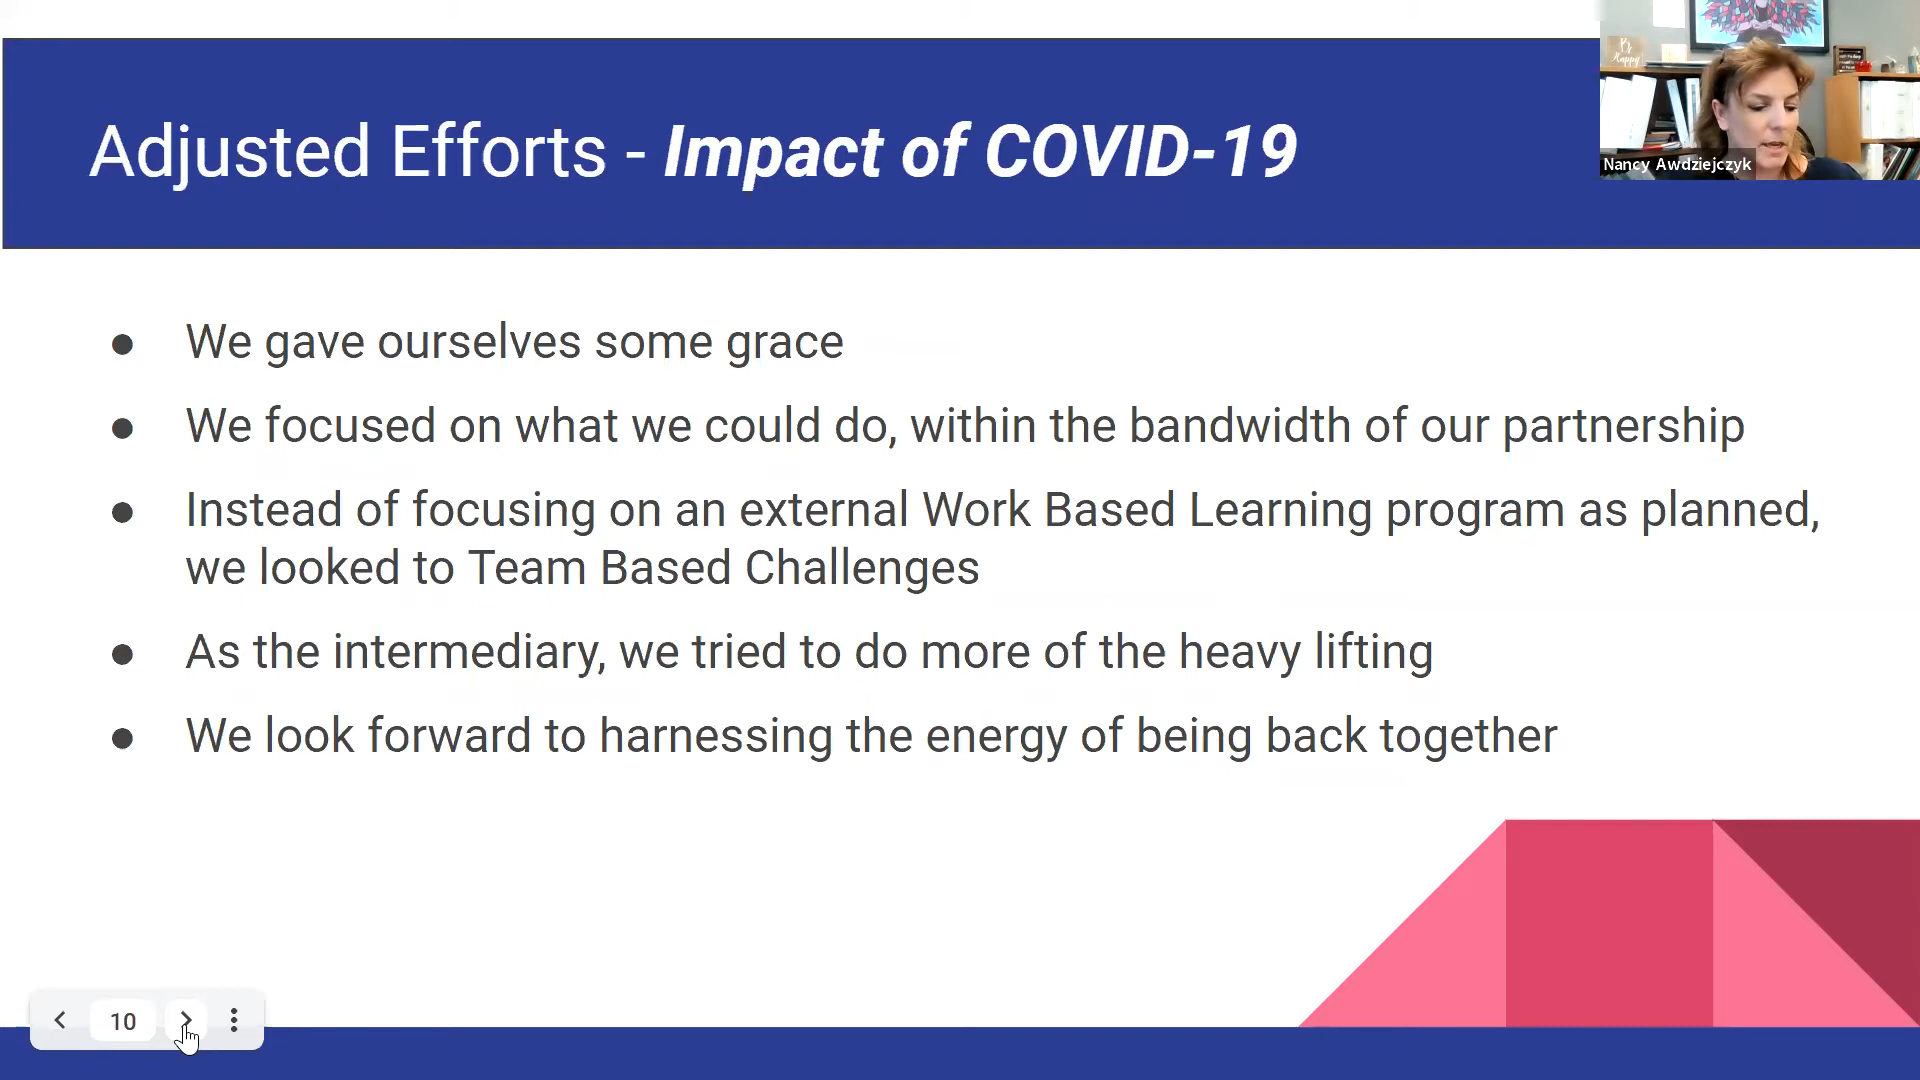 Adjusted Efforts - Impact of COVID-19
Be
Happy
Nancy Awdziejczyk
● We gave ourselves some grace
● We focused on what we could do, within the bandwidth of our partnership
● Instead of focusing on an external Work Based Learning program as planned,
we looked to Team Based Challenges
● As the intermediary, we tried to do more of the heavy lifting
● We look forward to harnessing the energy of being back together
10